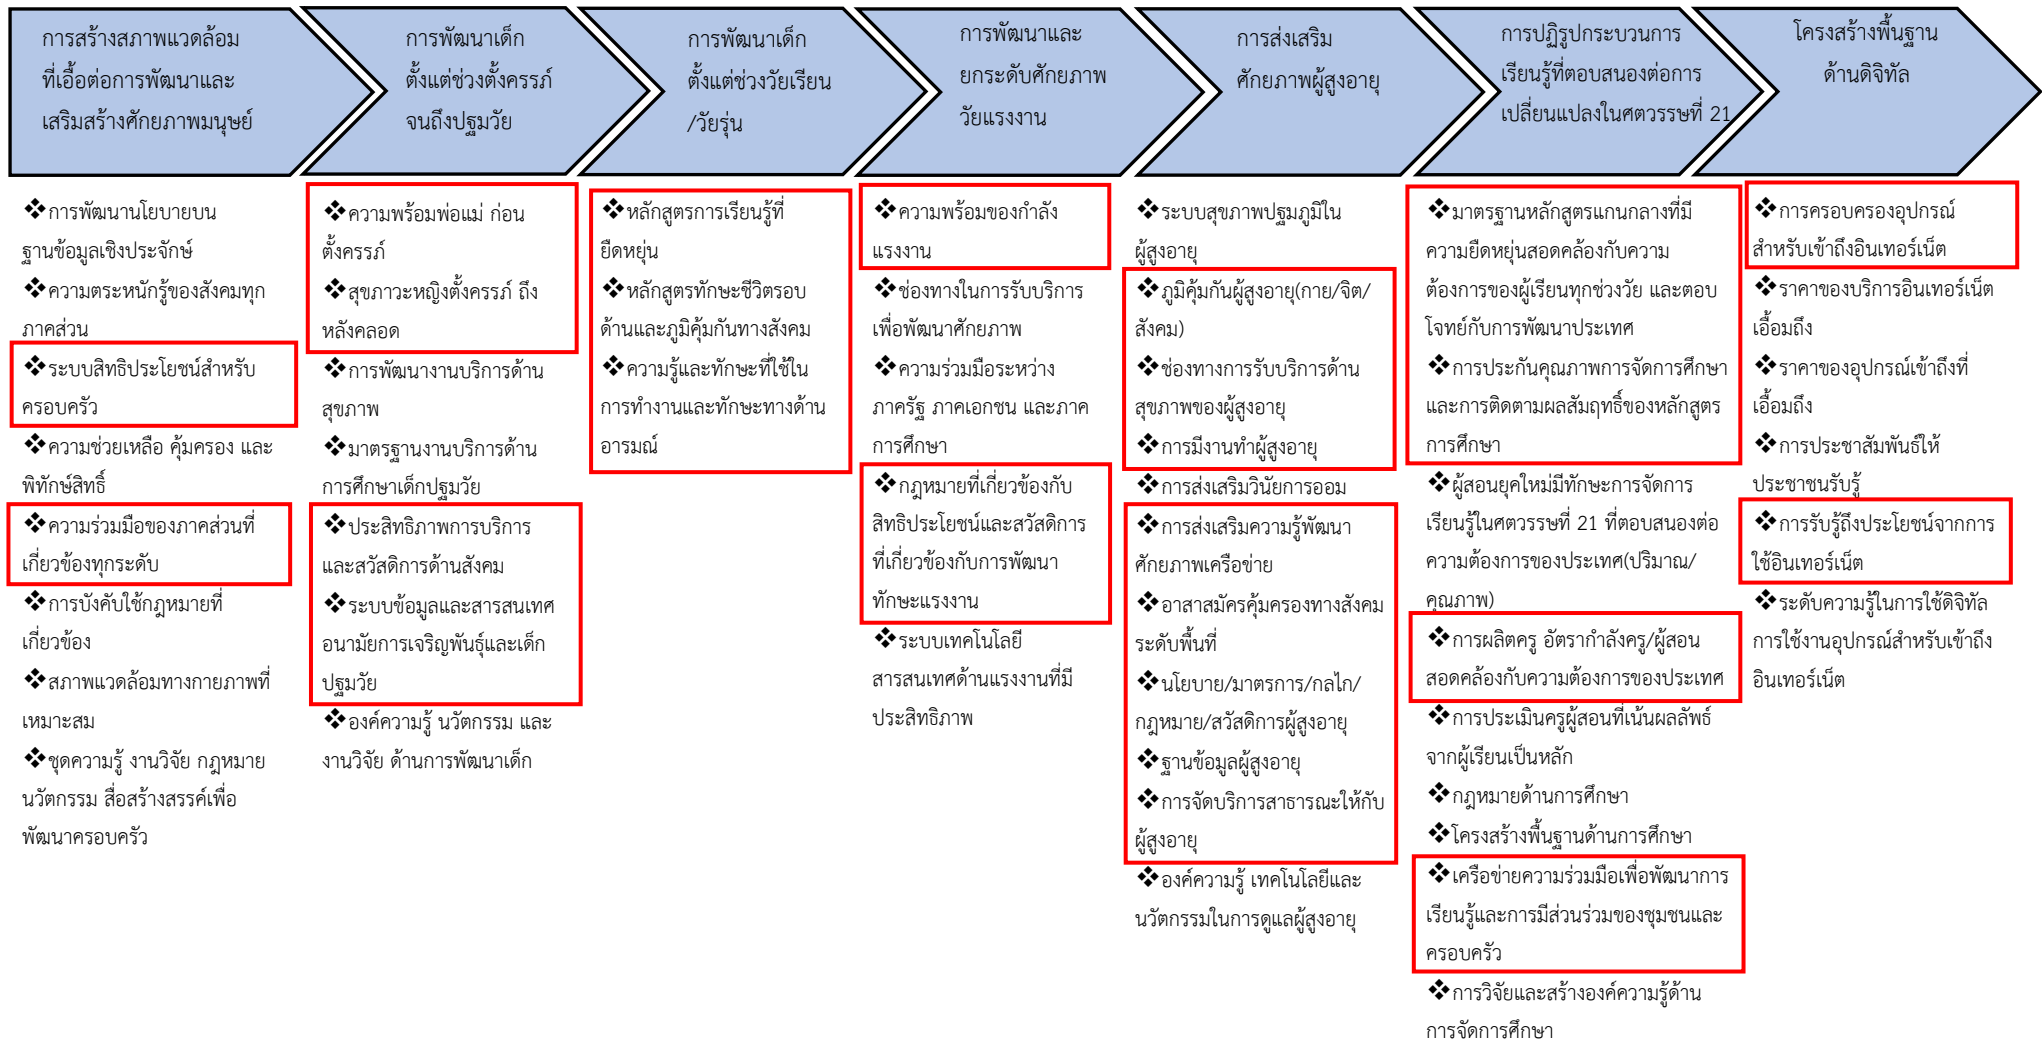 การสร้างสภาพแวดล้อม
ที่เอื้อต่อการพัฒนาและ
เสริมสร้างศักยภาพมนุษย์
การพัฒนาเด็ก
ตั้งแต่ช่วงตั้งครรภ์
จนถึงปฐมวัย
การพัฒนาเด็ก
ตั้งแต่ช่วงวัยเรียน
/วัยรุ่น
การพัฒนาและ
ยกระดับศักยภาพ
วัยแรงงาน
การส่งเสริม
ศักยภาพผู้สูงอายุ
การปฏิรูปกระบวนการ
เรียนรู้ที่ตอบสนองต่อการ
เปลี่ยนแปลงในศตวรรษที่ 21
โครงสร้างพื้นฐาน
ด้านดิจิทัล
❖การพัฒนานโยบายบน
ฐานข้อมูลเชิงประจักษ์
❖ความตระหนักรู้ของสังคมทุก
ภาคส่วน
❖ระบบสิทธิประโยชน์สำหรับ
ครอบครัว
❖ความช่วยเหลือ คุ้มครอง และ
พิทักษ์สิทธิ์
❖ความร่วมมือของภาคส่วนที่
เกี่ยวข้องทุกระดับ
❖การบังคับใช้กฎหมายที่
เกี่ยวข้อง
❖สภาพแวดล้อมทางกายภาพที่
เหมาะสม
❖ชุดความรู้ งานวิจัย กฎหมาย
นวัตกรรม สื่อสร้างสรรค์เพื่อ
พัฒนาครอบครัว
❖ความพร้อมพ่อแม่ ก่อน
ตั้งครรภ์
❖สุขภาวะหญิงตั้งครรภ์ ถึง
หลังคลอด
❖การพัฒนางานบริการด้าน
สุขภาพ
❖มาตรฐานงานบริการด้าน
การศึกษาเด็กปฐมวัย
❖ประสิทธิภาพการบริการ
และสวัสดิการด้านสังคม
❖ระบบข้อมูลและสารสนเทศ
อนามัยการเจริญพันธุ์และเด็ก
ปฐมวัย
❖องค์ความรู้ นวัตกรรม และ
งานวิจัย ด้านการพัฒนาเด็ก
❖หลักสูตรการเรียนรู้ที่
ยืดหยุ่น
❖หลักสูตรทักษะชีวิตรอบ
ด้านและภูมิคุ้มกันทางสังคม
❖ความรู้และทักษะที่ใช้ใน
การทำงานและทักษะทางด้าน
อารมณ์
❖ความพร้อมของกำลัง
แรงงาน
❖ช่องทางในการรับบริการ
เพื่อพัฒนาศักยภาพ
❖ความร่วมมือระหว่าง
ภาครัฐ ภาคเอกชน และภาค
การศึกษา
❖กฎหมายที่เกี่ยวข้องกับ
สิทธิประโยชน์และสวัสดิการ
ที่เกี่ยวข้องกับการพัฒนา
ทักษะแรงงาน
❖ระบบเทคโนโลยี
สารสนเทศด้านแรงงานที่มี
ประสิทธิภาพ
❖ระบบสุขภาพปฐมภูมิใน
ผู้สูงอายุ
❖ภูมิคุ้มกันผู้สูงอายุ(กาย/จิต/
สังคม)
❖ช่องทางการรับบริการด้าน
สุขภาพของผู้สูงอายุ
❖การมีงานทำผู้สูงอายุ
❖การส่งเสริมวินัยการออม
❖การส่งเสริมความรู้พัฒนา
ศักยภาพเครือข่าย
❖อาสาสมัครคุ้มครองทางสังคม
ระดับพื้นที่
❖นโยบาย/มาตรการ/กลไก/
กฎหมาย/สวัสดิการผู้สูงอายุ
❖ฐานข้อมูลผู้สูงอายุ
❖การจัดบริการสาธารณะให้กับ
ผู้สูงอายุ
❖องค์ความรู้ เทคโนโลยีและ
นวัตกรรมในการดูแลผู้สูงอายุ
❖มาตรฐานหลักสูตรแกนกลางที่มี
ความยืดหยุ่นสอดคล้องกับความ
ต้องการของผู้เรียนทุกช่วงวัย และตอบ
โจทย์กับการพัฒนาประเทศ
❖การประกันคุณภาพการจัดการศึกษา
และการติดตามผลสัมฤทธิ์ของหลักสูตร
การศึกษา
❖ผู้สอนยุคใหม่มีทักษะการจัดการ
เรียนรู้ในศตวรรษที่ 21 ที่ตอบสนองต่อ
ความต้องการของประเทศ(ปริมาณ/
คุณภาพ)
❖การผลิตครู อัตรากำลังครู/ผู้สอน
สอดคล้องกับความต้องการของประเทศ
❖การประเมินครูผู้สอนที่เน้นผลลัพธ์
จากผู้เรียนเป็นหลัก
❖กฎหมายด้านการศึกษา
❖โครงสร้างพื้นฐานด้านการศึกษา
❖เครือข่ายความร่วมมือเพื่อพัฒนาการ
เรียนรู้และการมีส่วนร่วมของชุมชนและ
ครอบครัว
❖การวิจัยและสร้างองค์ความรู้ด้าน
การจัดการศึกษา
❖การครอบครองอุปกรณ์
สำหรับเข้าถึงอินเทอร์เน็ต
❖ราคาของบริการอินเทอร์เน็ต
เอื้อมถึง
❖ราคาของอุปกรณ์เข้าถึงที่
เอื้อมถึง
❖การประชาสัมพันธ์ให้
ประชาชนรับรู้
❖การรับรู้ถึงประโยชน์จากการ
ใช้อินเทอร์เน็ต
❖ระดับความรู้ในการใช้ดิจิทัล
การใช้งานอุปกรณ์สำหรับเข้าถึง
อินเทอร์เน็ต